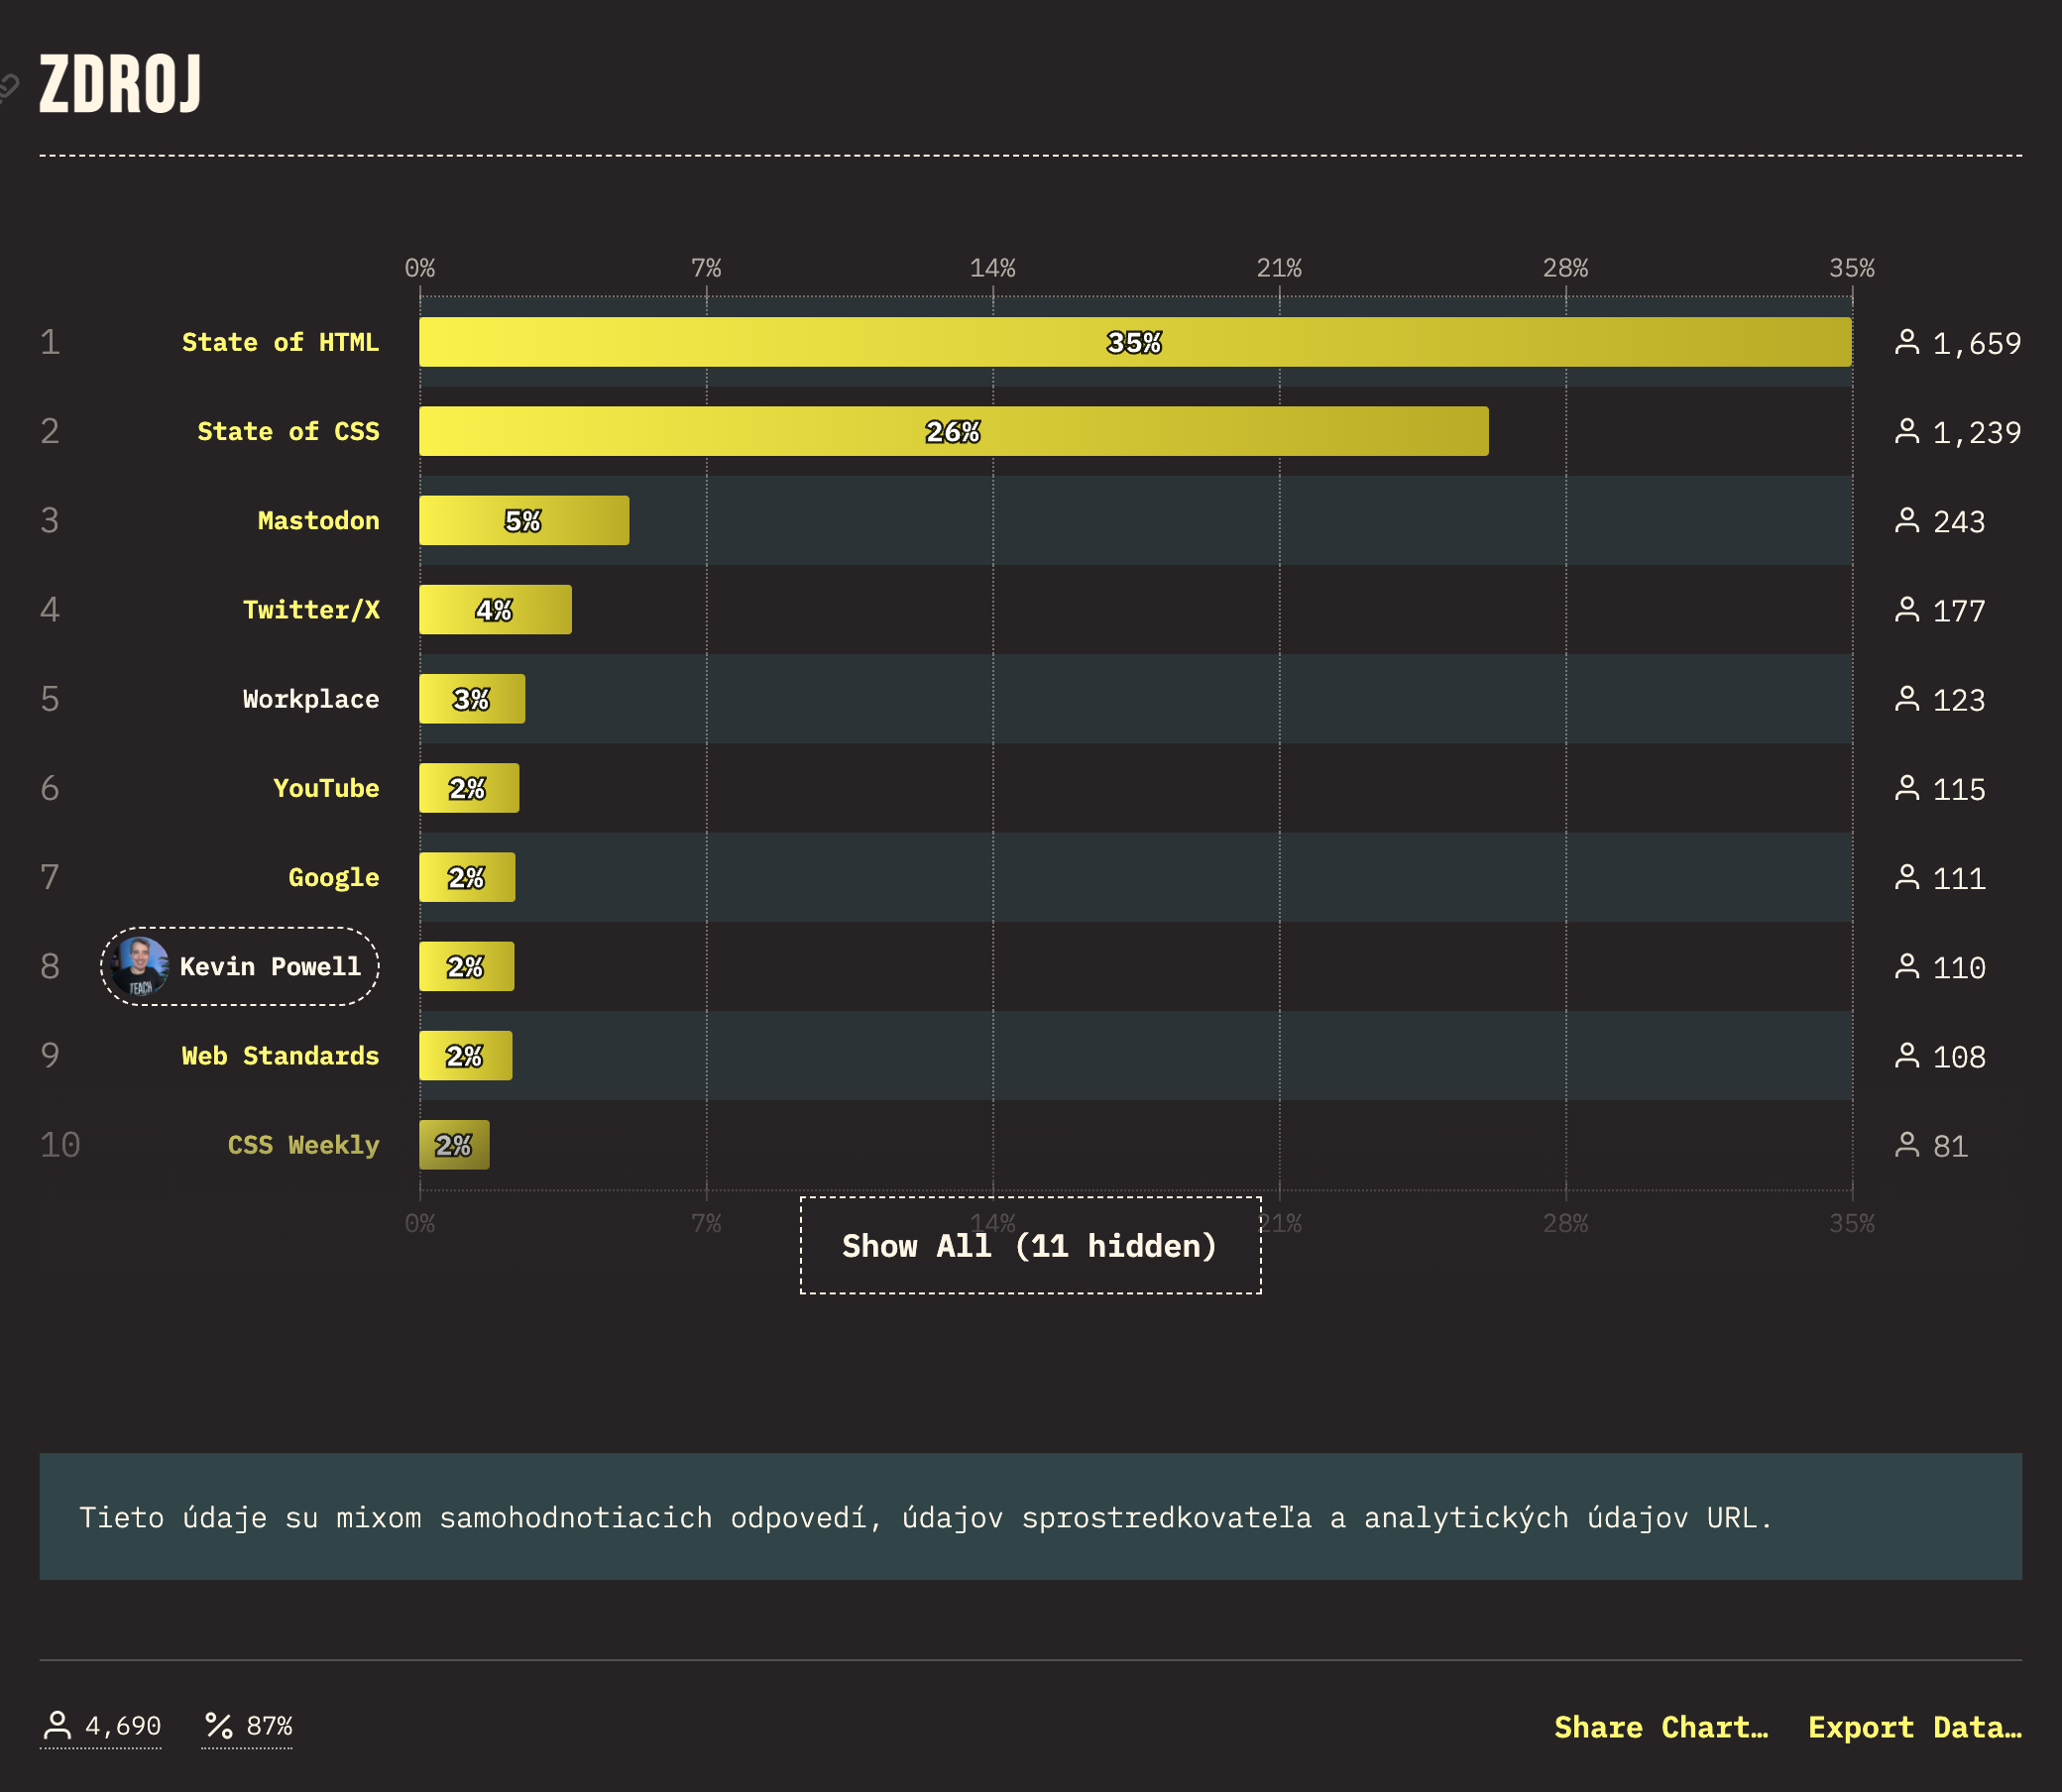 ZDROJ
0% 7% 14% 21% 28% 35%
1 State of HTML 35% 1,659
2 State of CSS 26% 1,239
3 Mastodon 5% 243
4 Twitter/X 4% 177
5 Workplace 3% 123
6 YouTube 2% 115
7 Google 2% 111
8 TEACH Kevin Powell 2% 110
9 Web Standards 2% 108
10 CSS Weekly 2% 81
0% 7% 14% 21% 28% 35%
Show All (11 hidden)
Tieto údaje su mixom samohodnotiacich odpovedí, údajov sprostredkovateľa a analytických údajov URL.
4,690 87% Share Chart… Export Data…